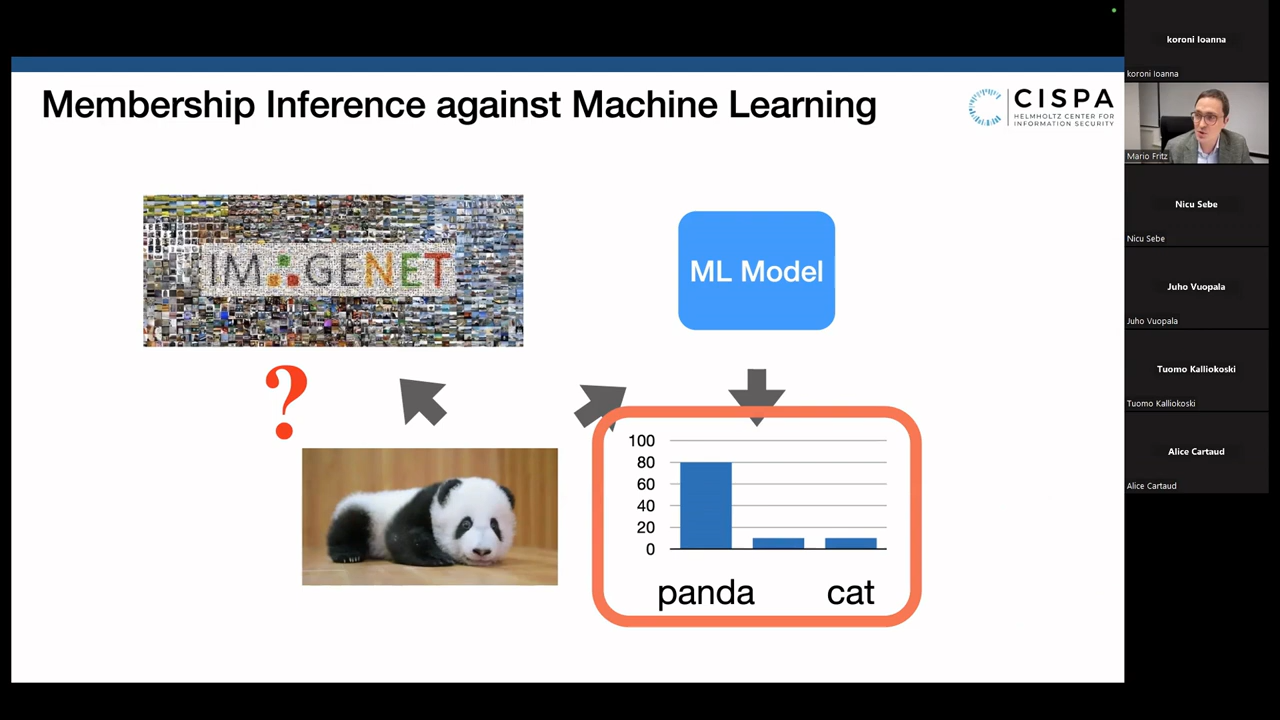 Membership Inference against Machine Learning
CISPA
HELMHOLTZ CENTER FOR
INFORMATION SECURITY
IMAGENET
ML Model
?
100
80
60
40
20
0
panda
cat
koroni Ioanna
koroni Ioanna
Mario Fritz
Nicu Sebe
Nicu Sebe
Juho Vuopala
Juho Vuopala
Tuomo Kalliokoski
Tuomo Kalliokoski
Alice Cartaud
Alice Cartaud